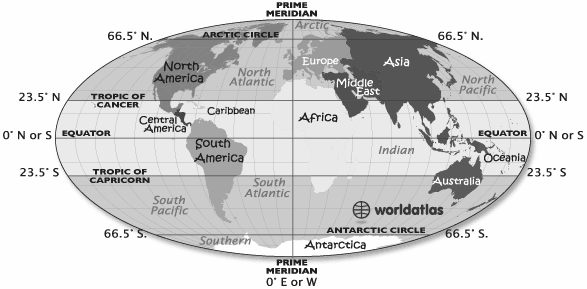 PRIME
MERIDIAN
66.5° N.
ARCTIC CIRCLE
Arctic
66.5° N.
North
America
North
Atlantic
Europe
Asia
North
Pacific
Middle
East
23.5° N
TROPIC OF
CANCER
23.5° N
Caribbean
Central
America
Africa
0° N or S
EQUATOR
EQUATOR
0° N or S
South
America
Indian
Oceania
23.5° S
TROPIC OF
CAPRICORN
South
Atlantic
Australia
23.5° S
South
Pacific
worldatlas
66.5° S.
Southern
ANTARCTIC CIRCLE
66.5° S.
Antarctica
PRIME
MERIDIAN
0° E or W